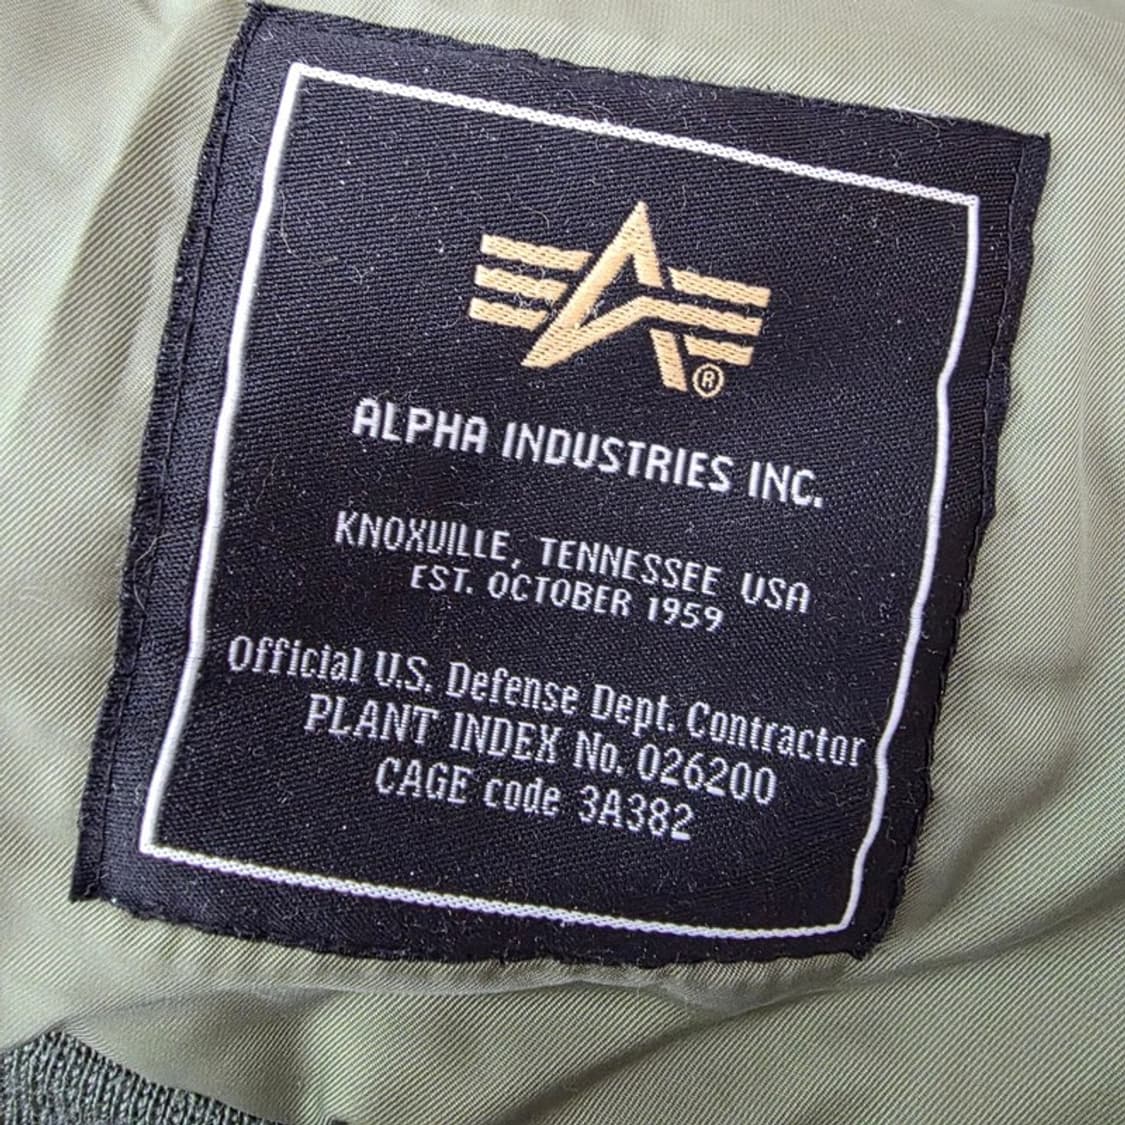 ®
ALPHA INDUSTRIES INC.
KNOXVILLE, TENNESSEE USA
EST. OCTOBER 1959
Official U.S. Defense Dept. Contractor
PLANT INDEX No. 026200
CAGE code 3A382